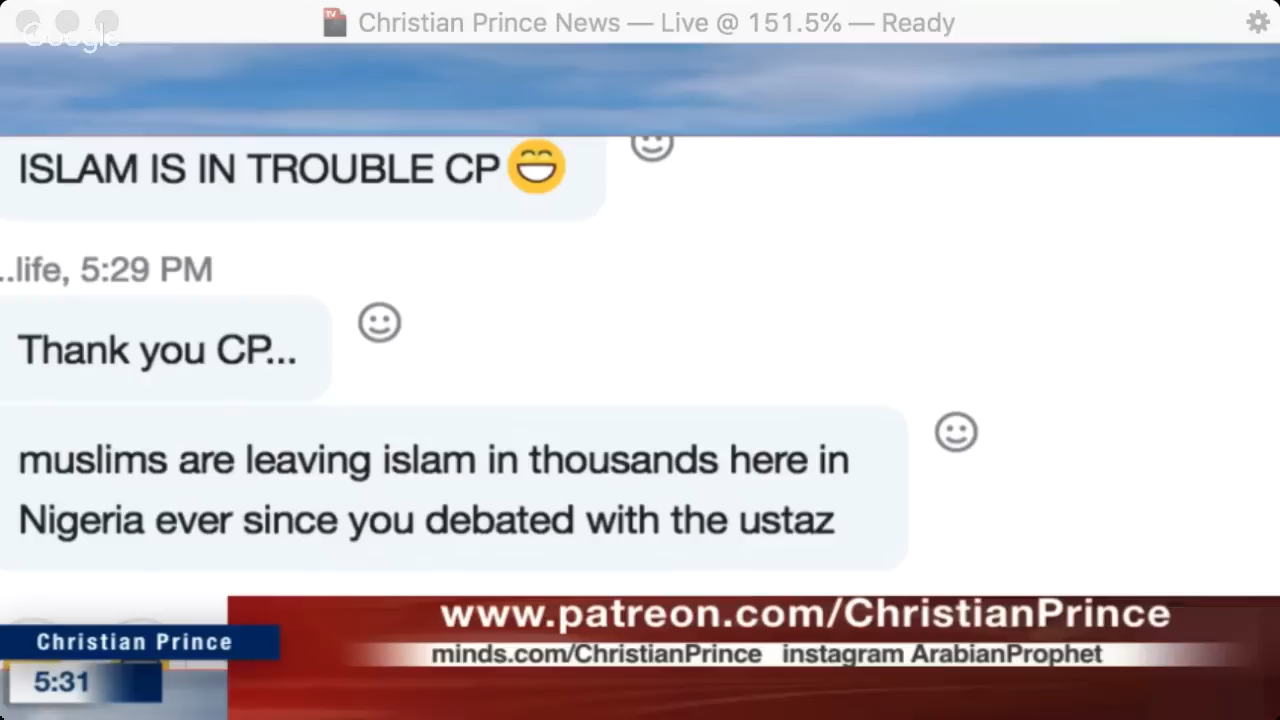 Christian Prince News — Live @ 151.5% — Ready
Google
ISLAM IS IN TROUBLE CP😁
..life, 5:29 PM
Thank you CP...
muslims are leaving islam in thousands here in
Nigeria ever since you debated with the ustaz
www.patreon.com/ChristianPrince
Christian Prince
minds.com/ChristianPrince instagram ArabianProphet
5:31